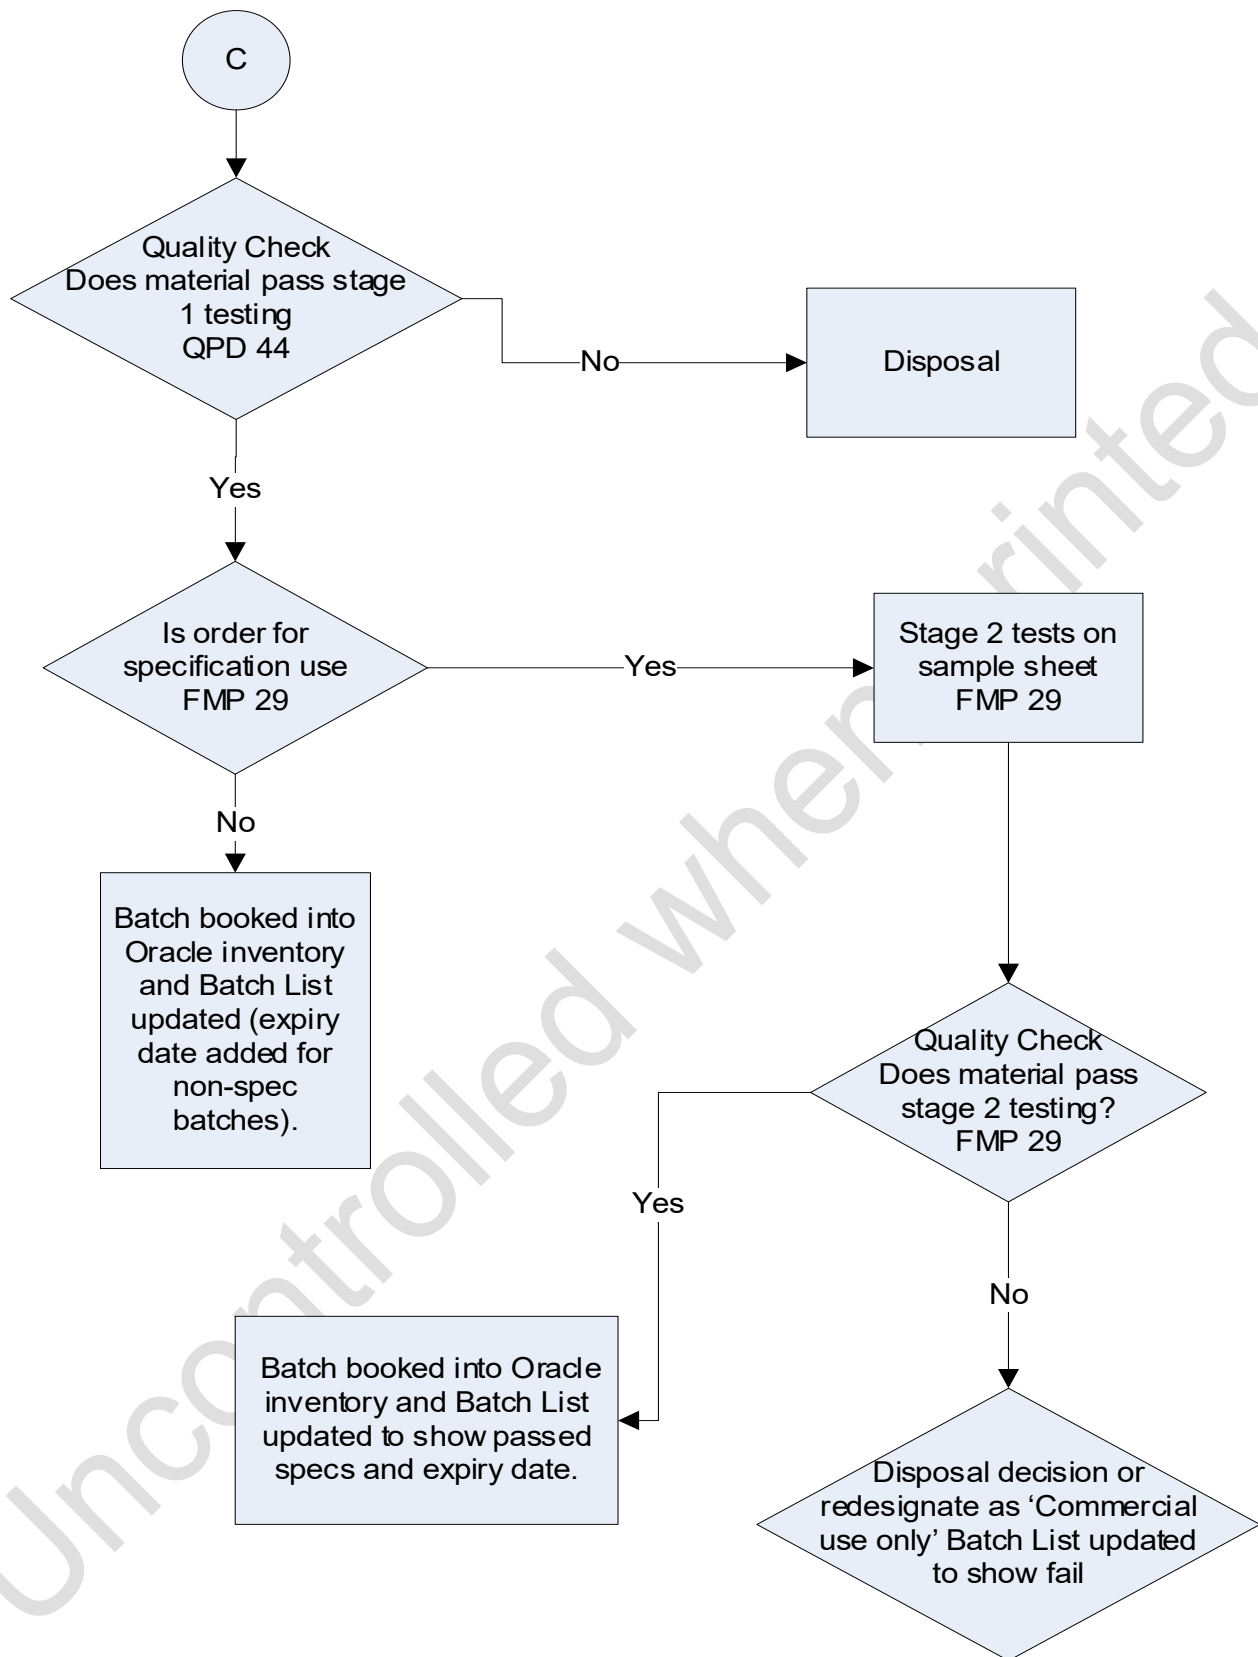 C
Quality Check
Does material pass stage
1 testing
QPD 44
No
Disposal
Yes
Is order for
specification use
FMP 29
Yes
Stage 2 tests on
sample sheet
FMP 29
No
Batch booked into
Oracle inventory
and Batch List
updated (expiry
date added for
non-spec
batches).
Quality Check
Does material pass
stage 2 testing?
FMP 29
Yes
No
Batch booked into Oracle
inventory and Batch List
updated to show passed
specs and expiry date.
Disposal decision or
redesignate as ‘Commercial
use only’ Batch List updated
to show fail
Uncontrolled when printed